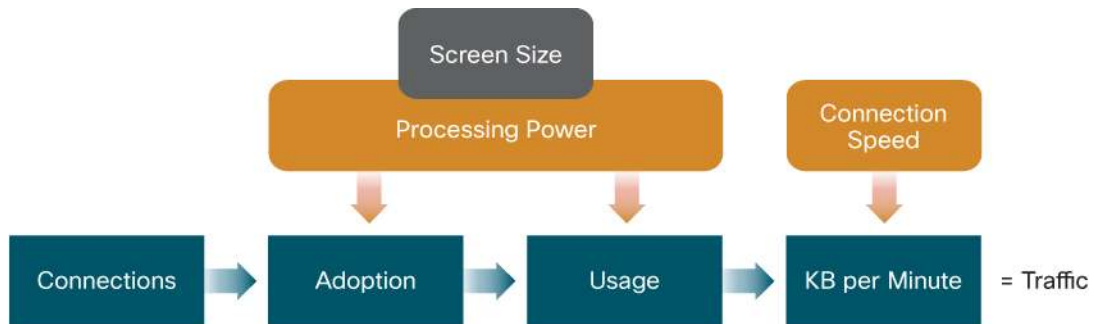 Screen Size
Processing Power
Connection
Speed
Connections
Adoption
Usage
KB per Minute
= Traffic